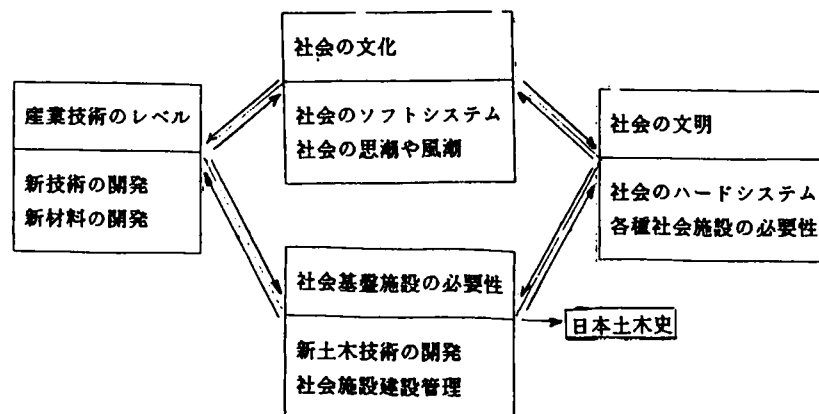 社会の文化
社会のソフトシステム
社会の思潮や風潮
産業技術のレベル
新技術の開発
新材料の開発
社会の文明
社会のハードシステム
各種社会施設の必要性
社会基盤施設の必要性
新土木技術の開発
社会施設建設管理
日本土木史